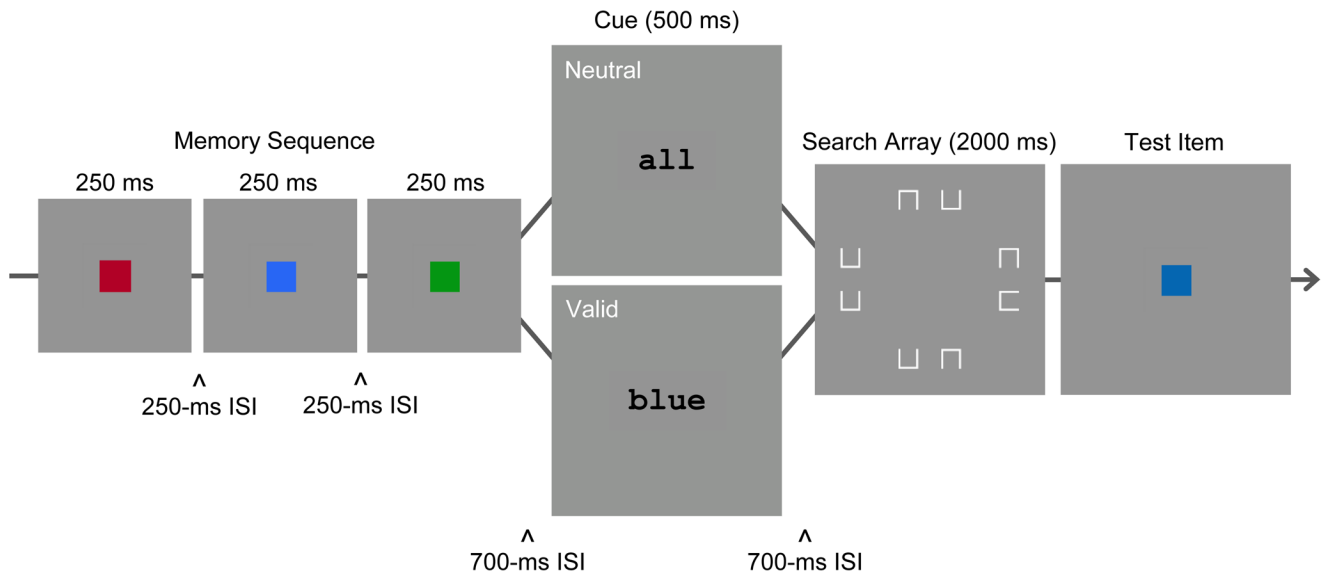 Cue (500 ms)
Neutral
all
Memory Sequence
Search Array (2000 ms)
Test Item
250 ms
250 ms
250 ms
Valid
blue
^
250-ms ISI
^
250-ms ISI
^
700-ms ISI
^
700-ms ISI